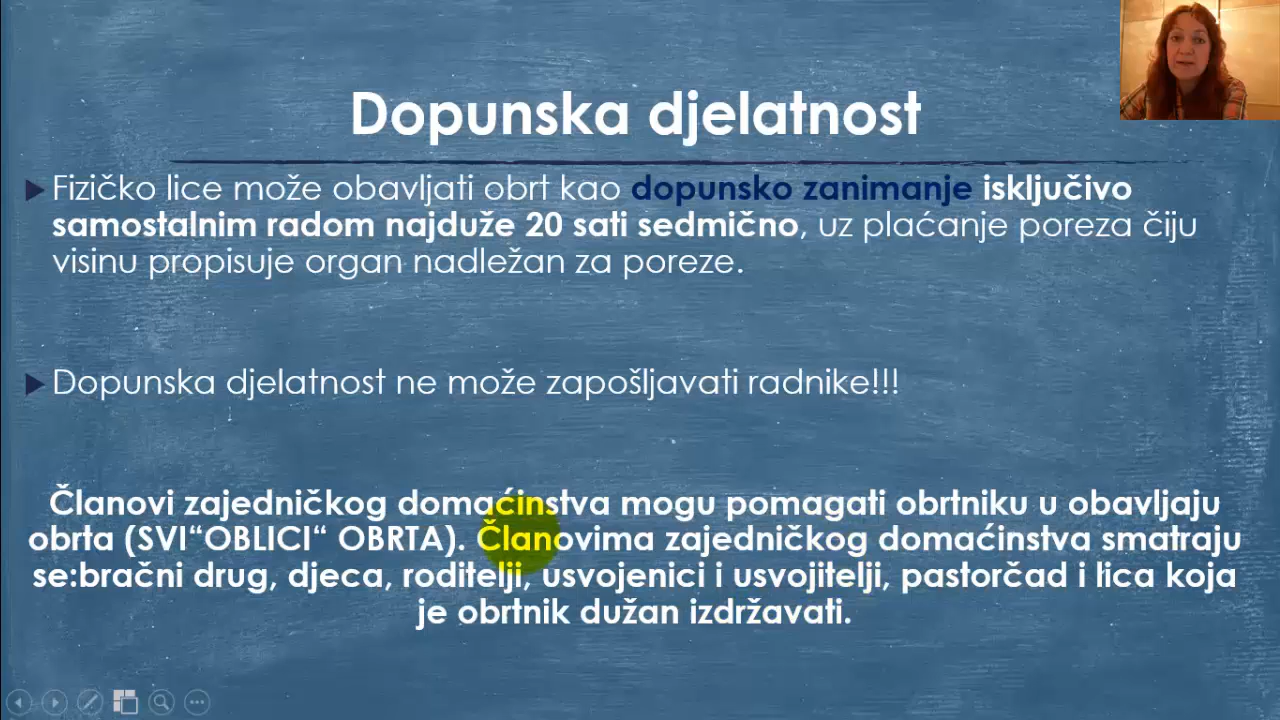 Dopunska djelatnost
Fizičko lice može obavljati obrt kao dopunsko zanimanje isključivo
samostalnim radom najduže 20 sati sedmično, uz plaćanje poreza čiju
visinu propisuje organ nadležan za poreze.
Dopunska djelatnost ne može zapošljavati radnike!!!
Članovi zajedničkog domaćinstva mogu pomagati obrtniku u obavljaju
obrta (SVI“OBLICI“ OBRTA). Članovima zajedničkog domaćinstva smatraju
se:bračni drug, djeca, roditelji, usvojenici i usvojitelji, pastorčad i lica koja
je obrtnik dužan izdržavati.